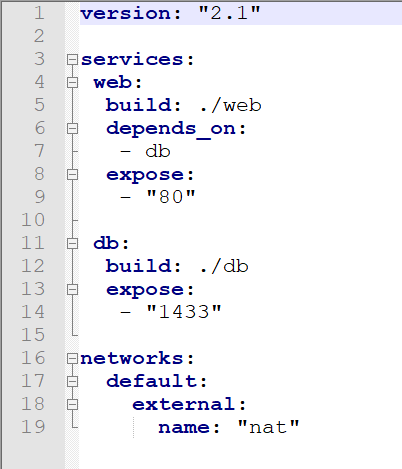 1 version: "2.1"
2
3 services:
4  web:
5   build: ./web
6   depends_on:
7    - db
8   expose:
9    - "80"
10
11  db:
12   build: ./db
13   expose:
14    - "1433"
15
16 networks:
17   default:
18     external:
19       name: "nat"